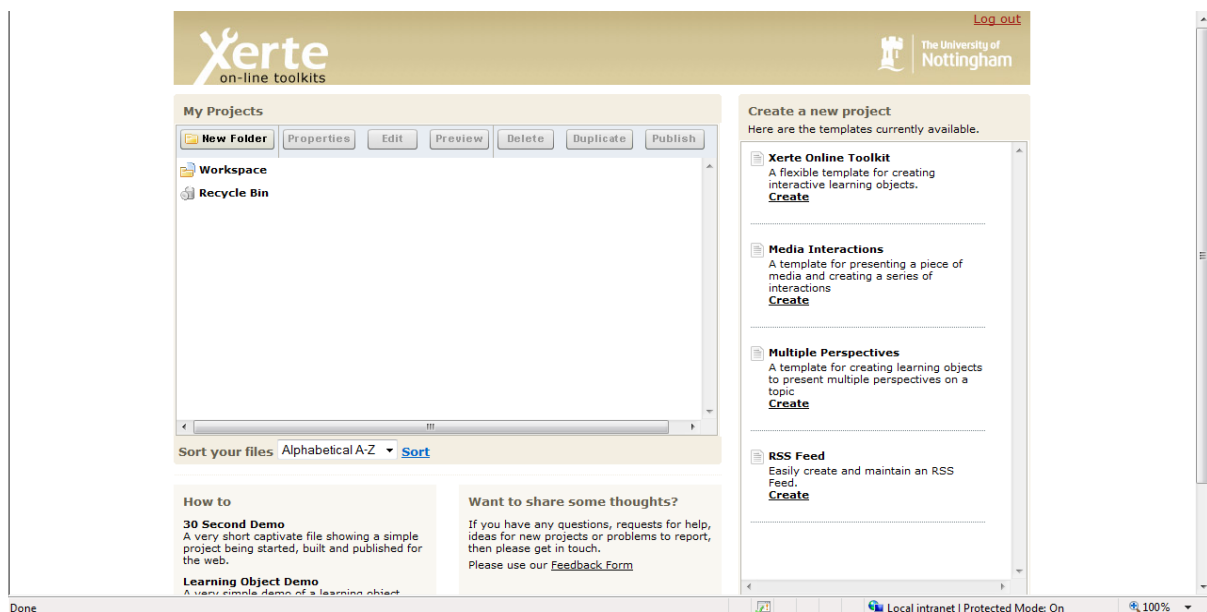 Log out
Xerte
on-line toolkits
The University of
Nottingham
My Projects
New Folder Properties Edit Preview Delete Duplicate Publish
Workspace
Recycle Bin
Sort your files Alphabetical A-Z Sort
How to
30 Second Demo
A very short captivate file showing a simple
project being started, built and published for
the web.
Learning Object Demo
A very simple demo of a learning object
Want to share some thoughts?
If you have any questions, requests for help,
ideas for new projects or problems to report,
then please get in touch.
Please use our Feedback Form
Create a new project
Here are the templates currently available.
Xerte Online Toolkit
A flexible template for creating
interactive learning objects.
Create
Media Interactions
A template for presenting a piece of
media and creating a series of
interactions
Create
Multiple Perspectives
A template for creating learning objects
to present multiple perspectives on a
topic
Create
RSS Feed
Easily create and maintain an RSS
Feed.
Create
Done Local intranet | Protected Mode: On 100%